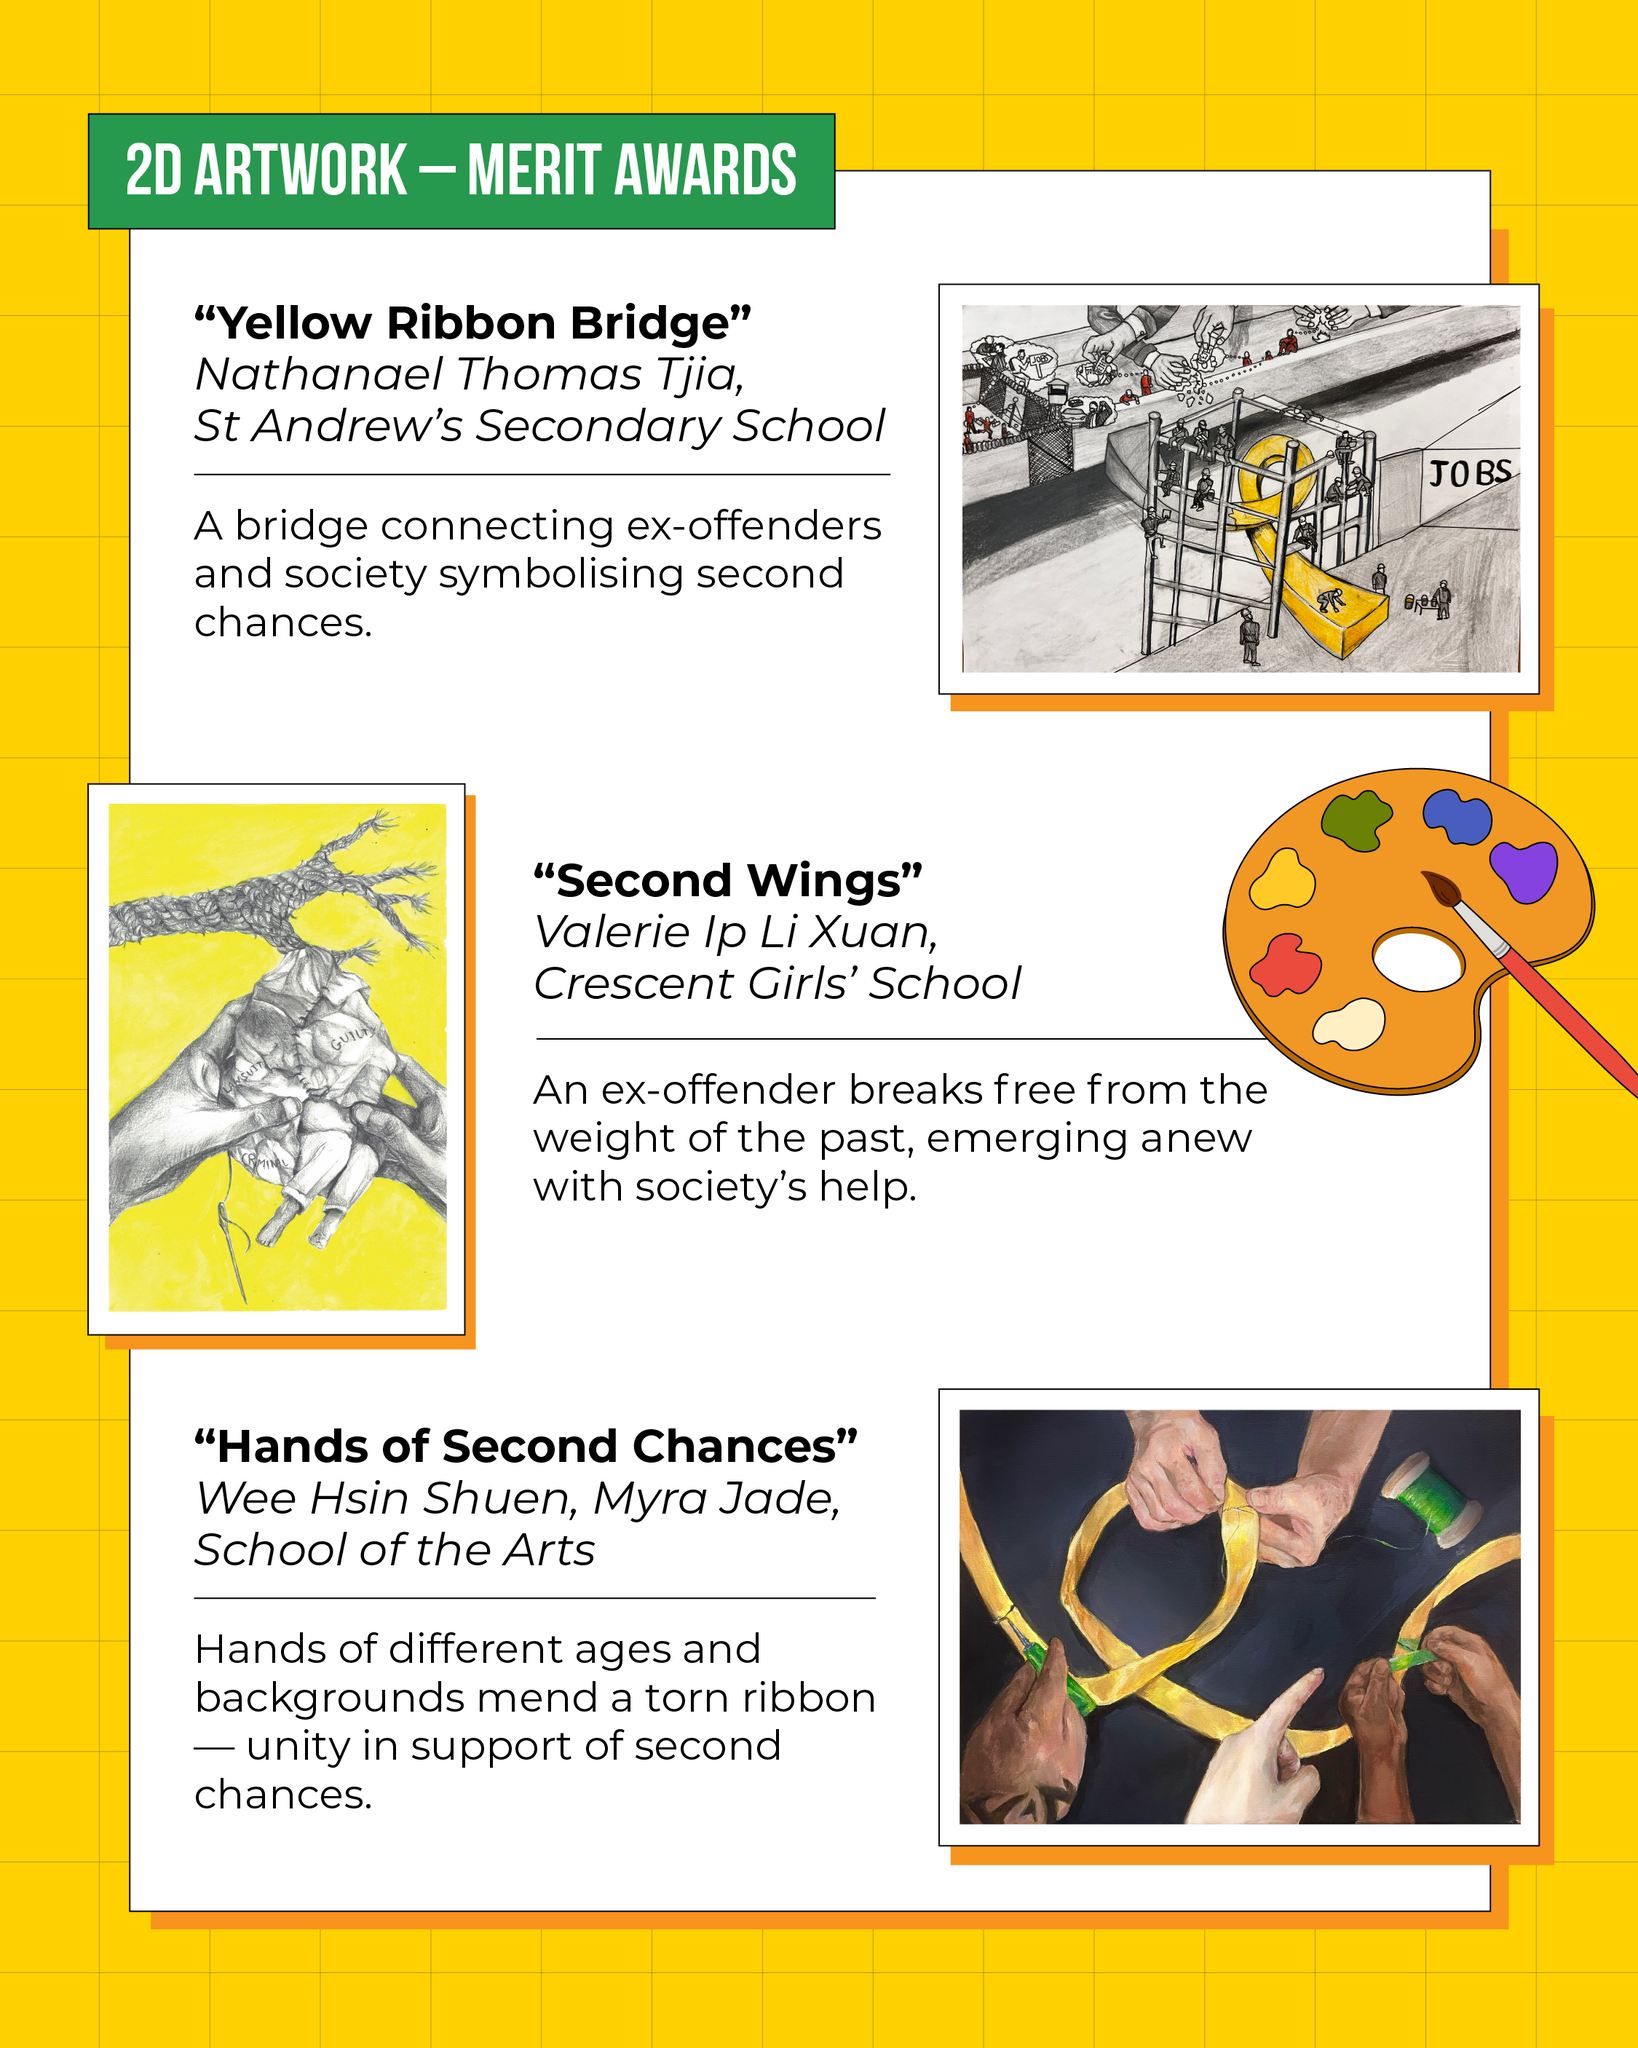 2D ARTWORK – MERIT AWARDS
“Yellow Ribbon Bridge”
Nathanael Thomas Tjia,
St Andrew’s Secondary School
A bridge connecting ex-offenders
and society symbolising second
chances.
JOBS
JOBS
“Second Wings”
Valerie Ip Li Xuan,
Crescent Girls’ School
An ex-offender breaks free from the
weight of the past, emerging anew
with society’s help.
GUILTY
LAWSUIT
CRIMINAL
“Hands of Second Chances”
Wee Hsin Shuen, Myra Jade,
School of the Arts
Hands of different ages and
backgrounds mend a torn ribbon
— unity in support of second
chances.